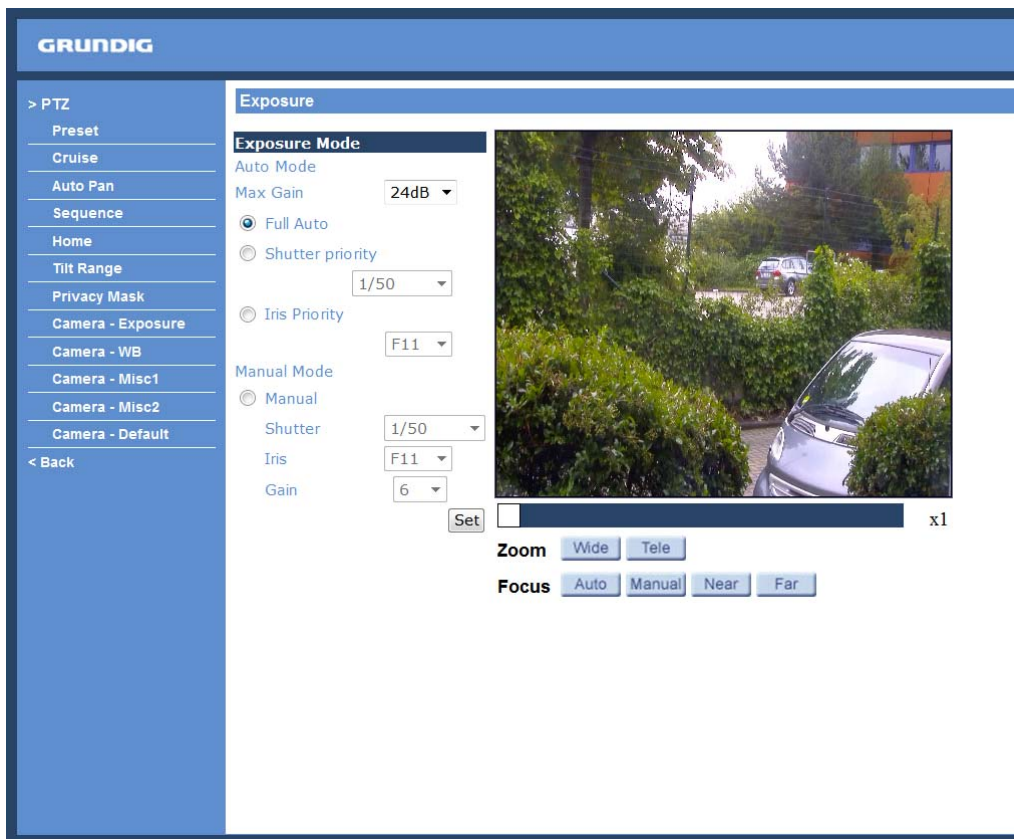 GRUNDIG
> PTZ
Preset
Cruise
Auto Pan
Sequence
Home
Tilt Range
Privacy Mask
Camera - Exposure
Camera - WB
Camera - Misc1
Camera - Misc2
Camera - Default
< Back
Exposure
Exposure Mode
Auto Mode
Max Gain 24dB
Full Auto
Shutter priority
1/50
Iris Priority
F11
Manual Mode
Manual
Shutter 1/50
Iris F11
Gain 6
Set
x1
Zoom Wide Tele
Focus Auto Manual Near Far